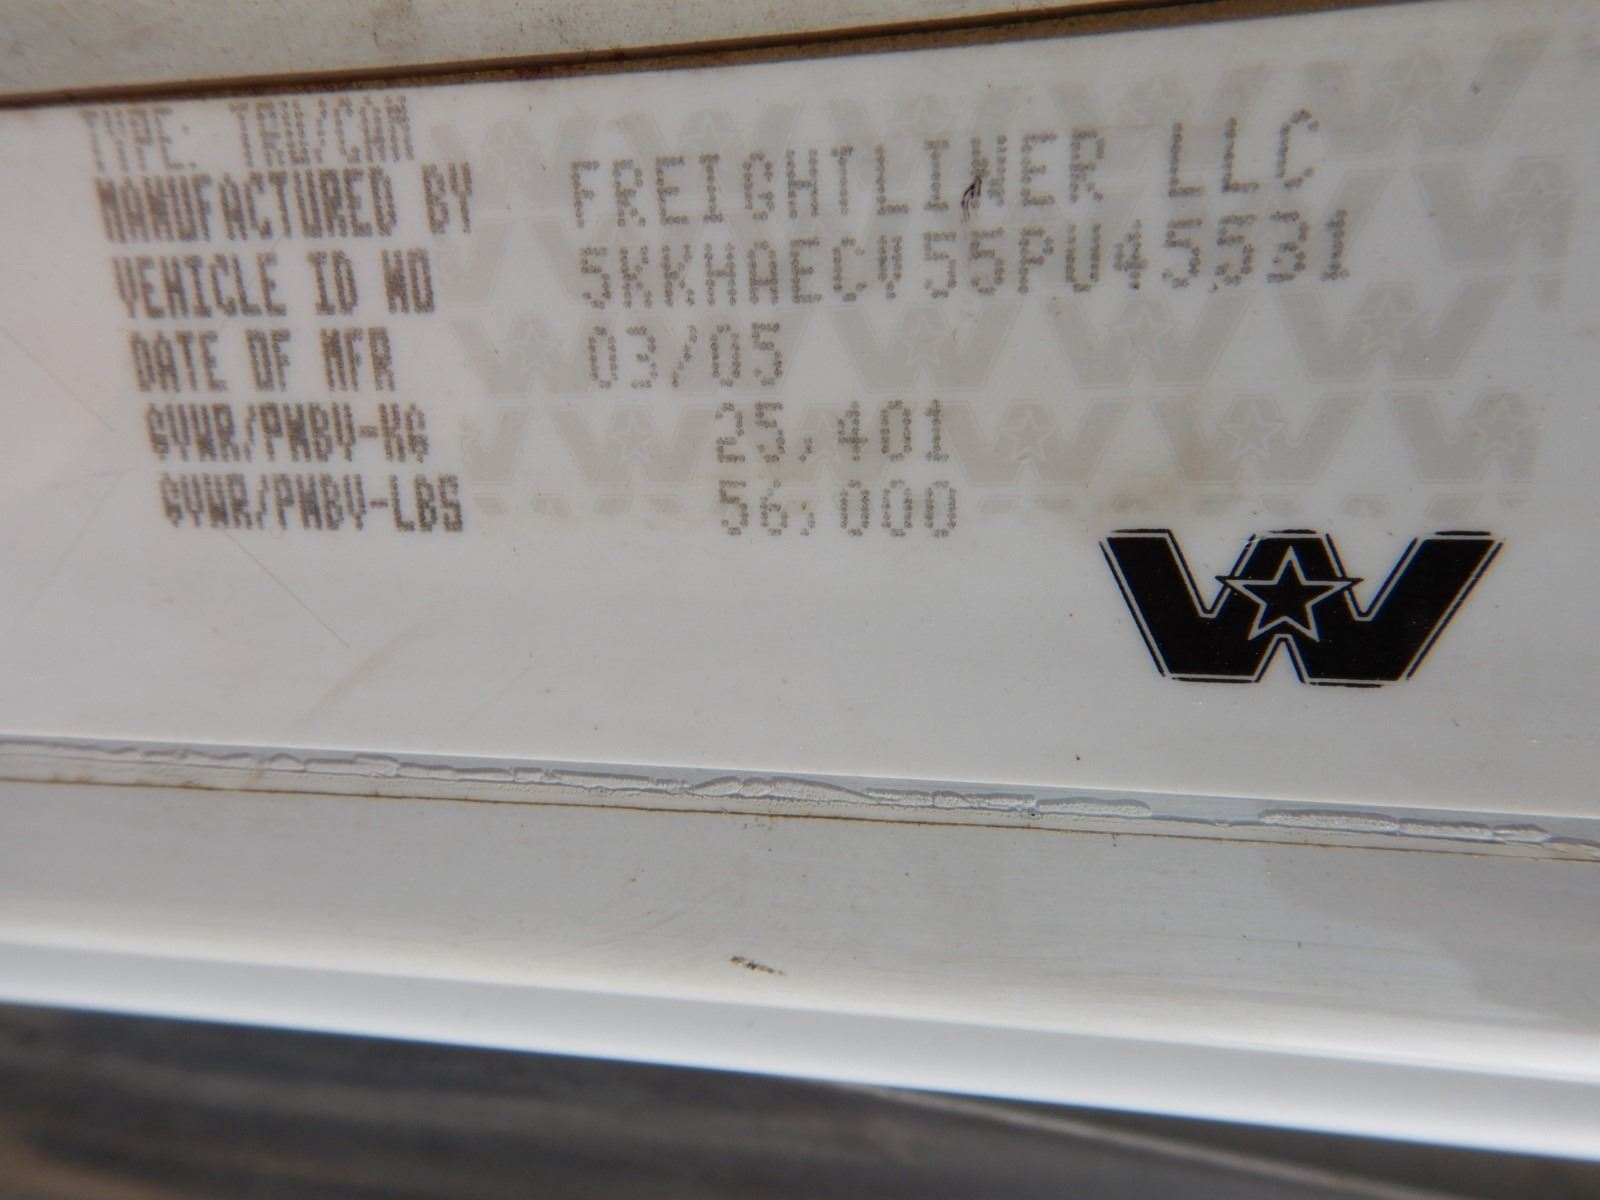 TYPE: TRU/CAM
MANUFACTURED BY FREIGHTLINER LLC
VEHICLE ID NO 5KKHAECV55PU45531
DATE OF MFR 03/05
GVWR/PNBV-KG 25,401
GVWR/PNBV-LBS 56,000